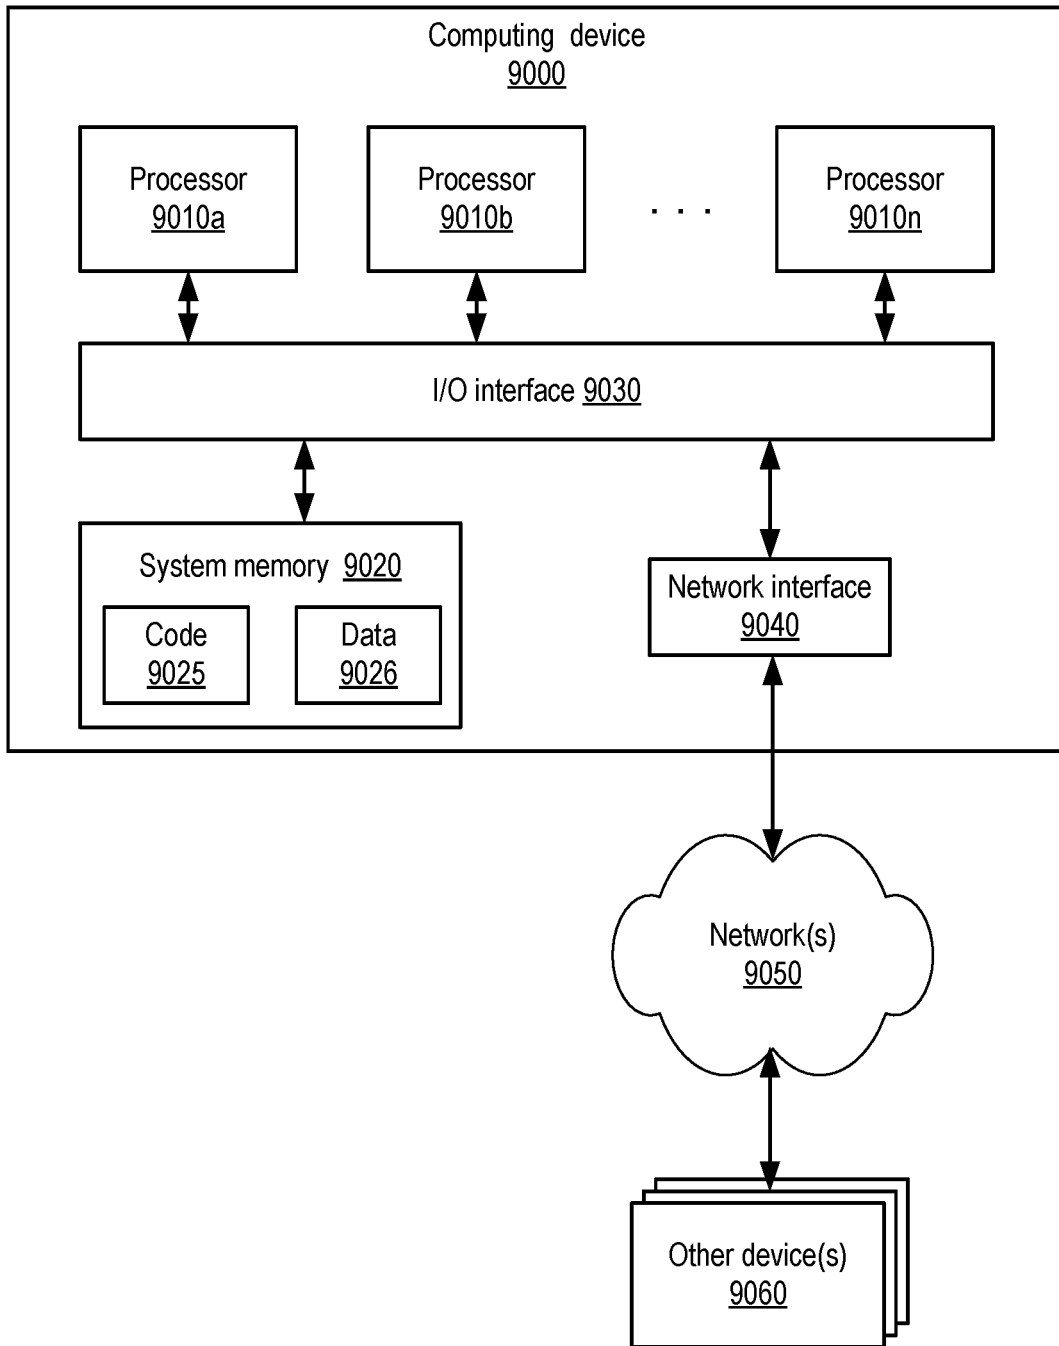 Computing device
9000
Processor
9010a
Processor
9010b
. . .
Processor
9010n
I/O interface 9030
System memory 9020
Code
9025
Data
9026
Network interface
9040
Network(s)
9050
Other device(s)
9060